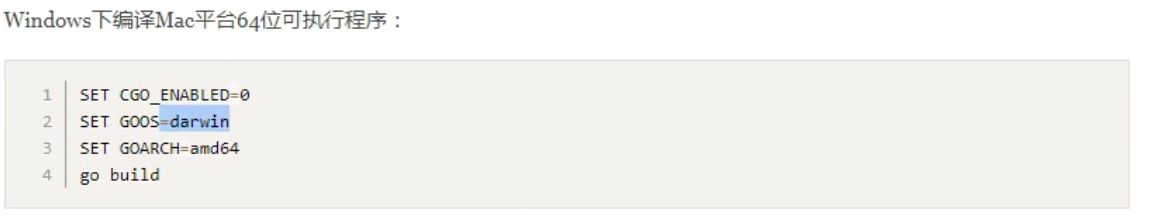 Windows下编译Mac平台64位可执行程序：
1 SET CGO_ENABLED=0
2 SET GOOS=darwin
3 SET GOARCH=amd64
4 go build